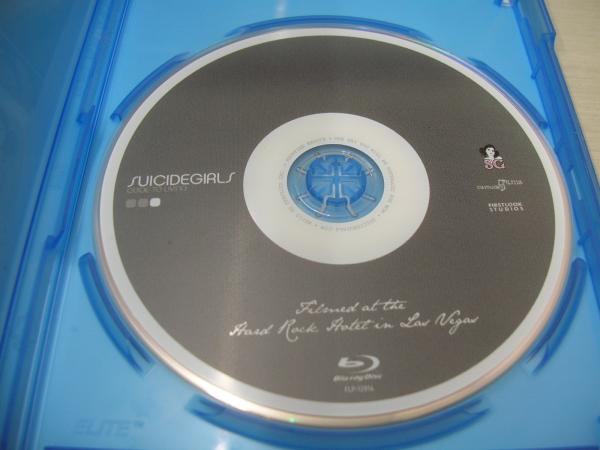 SUICIDEGIRLS
GUIDE TO LIVING
SG
FIRSTLOOK
STUDIOS
Filmed at the
Hard Rock Hotel in Las Vegas
Blu-ray Disc
ELITE™